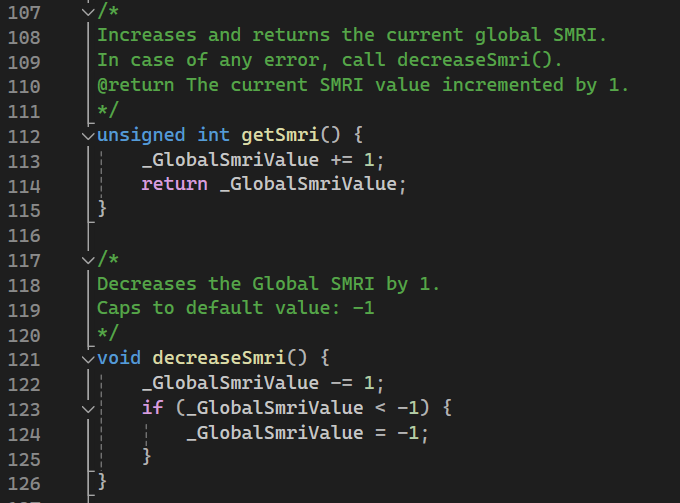 107 /*
108 Increases and returns the current global SMRI.
109 In case of any error, call decreaseSmri().
110 @return The current SMRI value incremented by 1.
111 */
112 unsigned int getSmri() {
113     _GlobalSmriValue += 1;
114     return _GlobalSmriValue;
115 }
116
117 /*
118 Decreases the Global SMRI by 1.
119 Caps to default value: -1
120 */
121 void decreaseSmri() {
122     _GlobalSmriValue -= 1;
123     if (_GlobalSmriValue < -1) {
124         _GlobalSmriValue = -1;
125     }
126 }